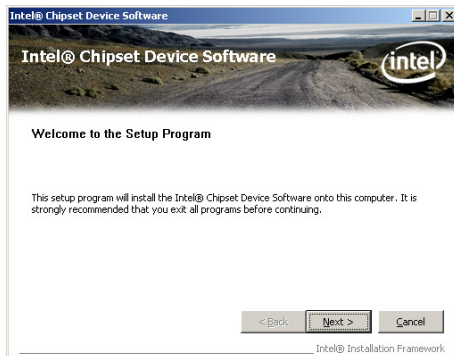 Intel® Chipset Device Software
Intel® Chipset Device Software
intel
Welcome to the Setup Program
This setup program will install the Intel® Chipset Device Software onto this computer. It is
strongly recommended that you exit all programs before continuing.
< Back
Next >
Cancel
Intel® Installation Framework